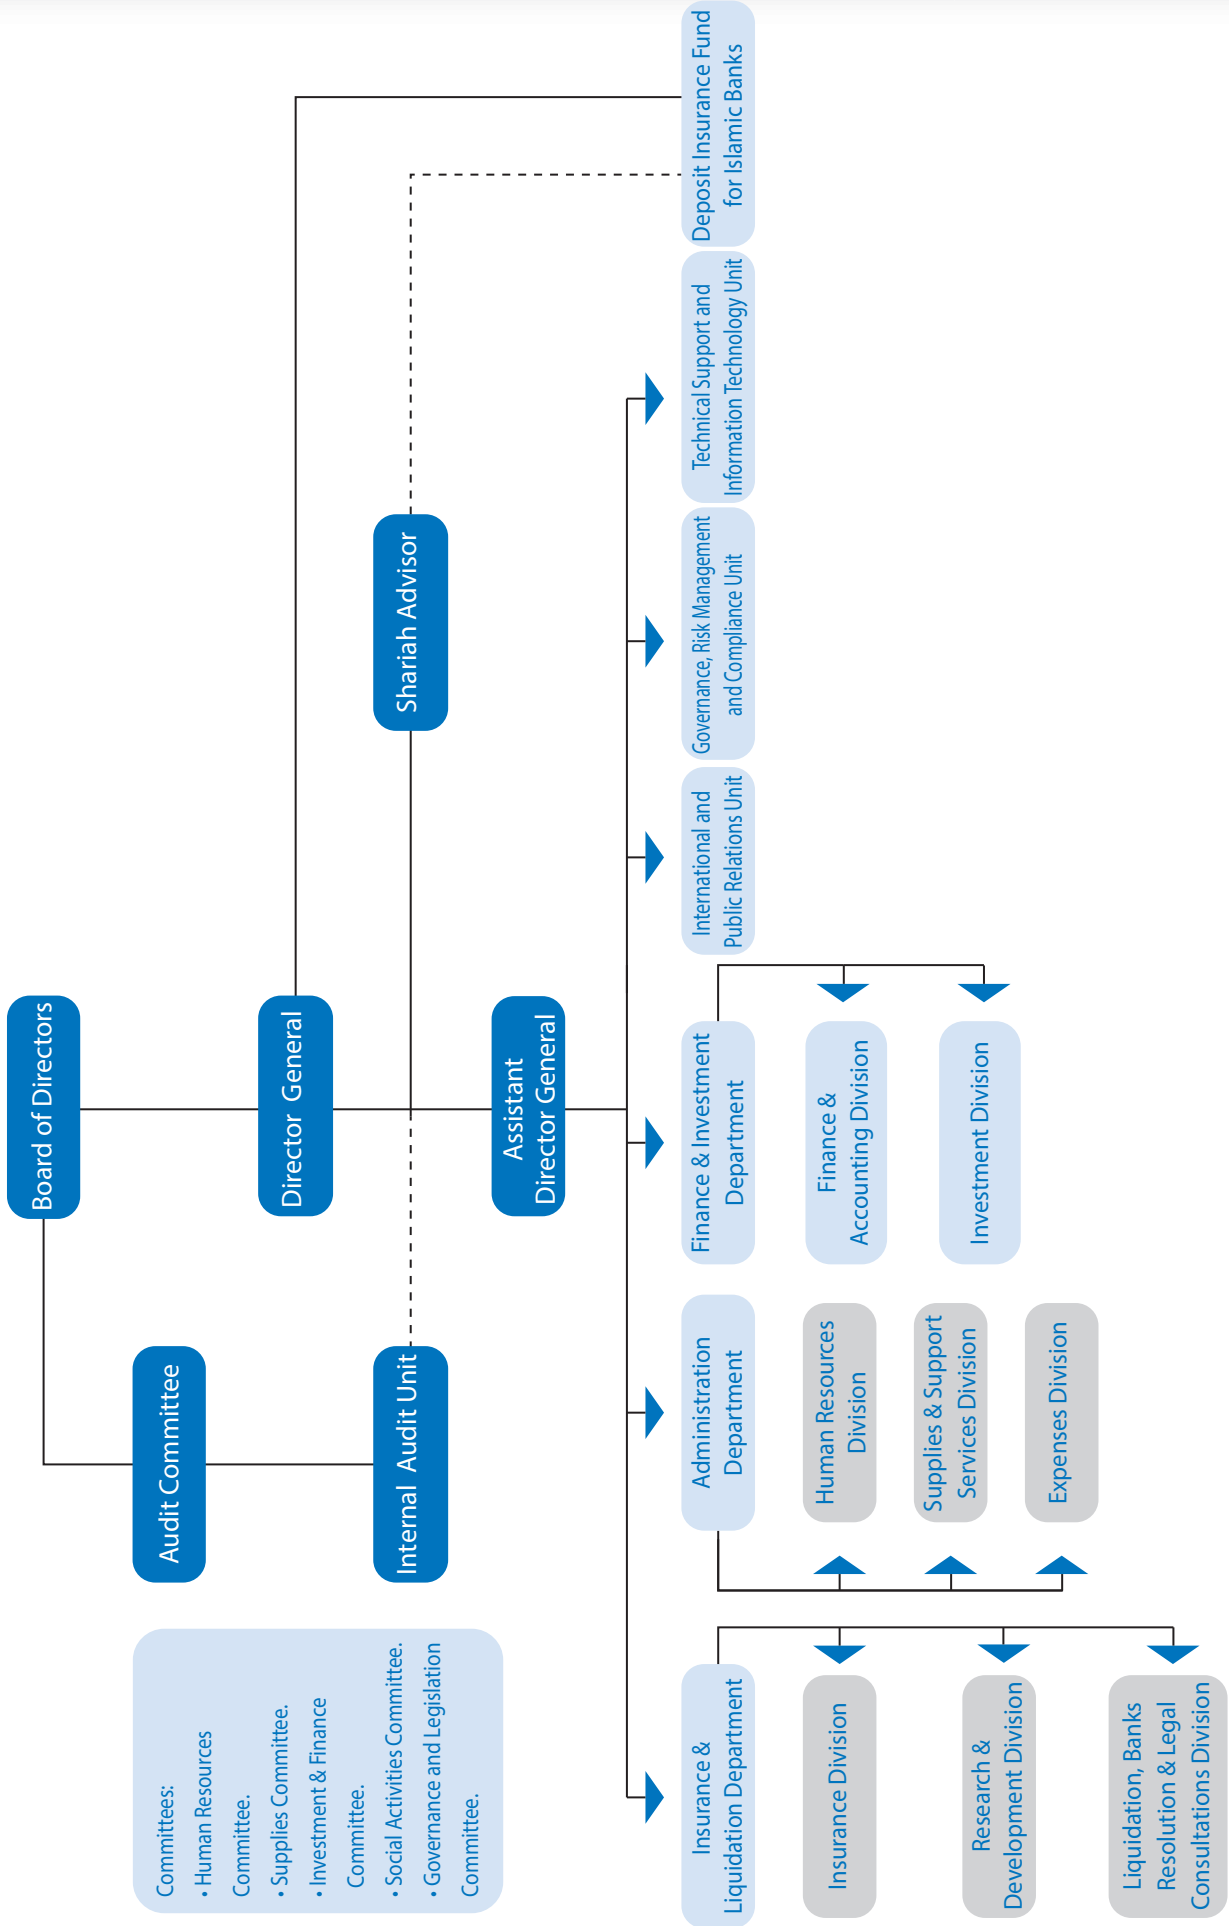 Board of Directors
Audit Committee
Director General
Internal Audit Unit
Shariah Advisor
Assistant
Director General
Committees:
• Human Resources
Committee.
• Supplies Committee.
• Investment & Finance
Committee.
• Social Activities Committee.
• Governance and Legislation
Committee.
Insurance &
Liquidation Department
Administration
Department
Finance & Investment
Department
International and
Public Relations Unit
Governance, Risk Management
and Compliance Unit
Technical Support and
Information Technology Unit
Deposit Insurance Fund
for Islamic Banks
Insurance Division
Research &
Development Division
Liquidation, Banks
Resolution & Legal
Consultations Division
Human Resources
Division
Supplies & Support
Services Division
Expenses Division
Finance &
Accounting Division
Investment Division